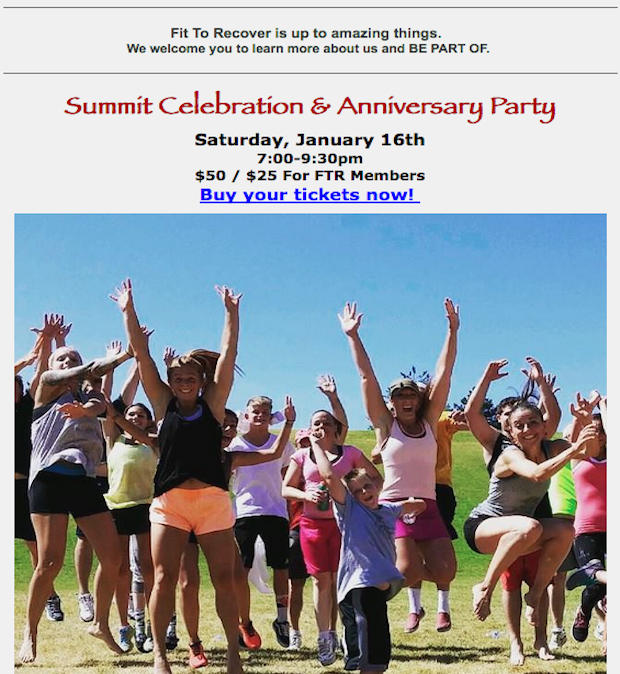 Fit To Recover is up to amazing things.
We welcome you to learn more about us and BE PART OF.
Summit Celebration & Anniversary Party
Saturday, January 16th
7:00-9:30pm
$50 / $25 For FTR Members
Buy your tickets now!